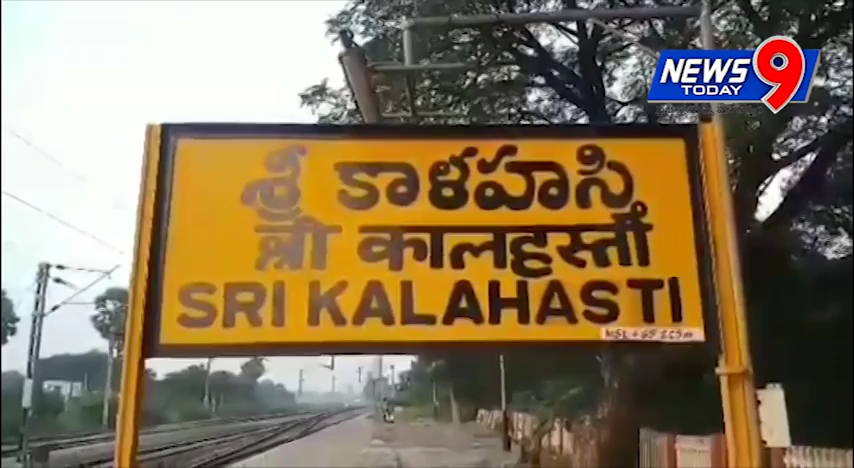 NEWS 9
TODAY
శ్రీ కాళహస్తి
श्री कालहस्ती
SRI KALAHASTI